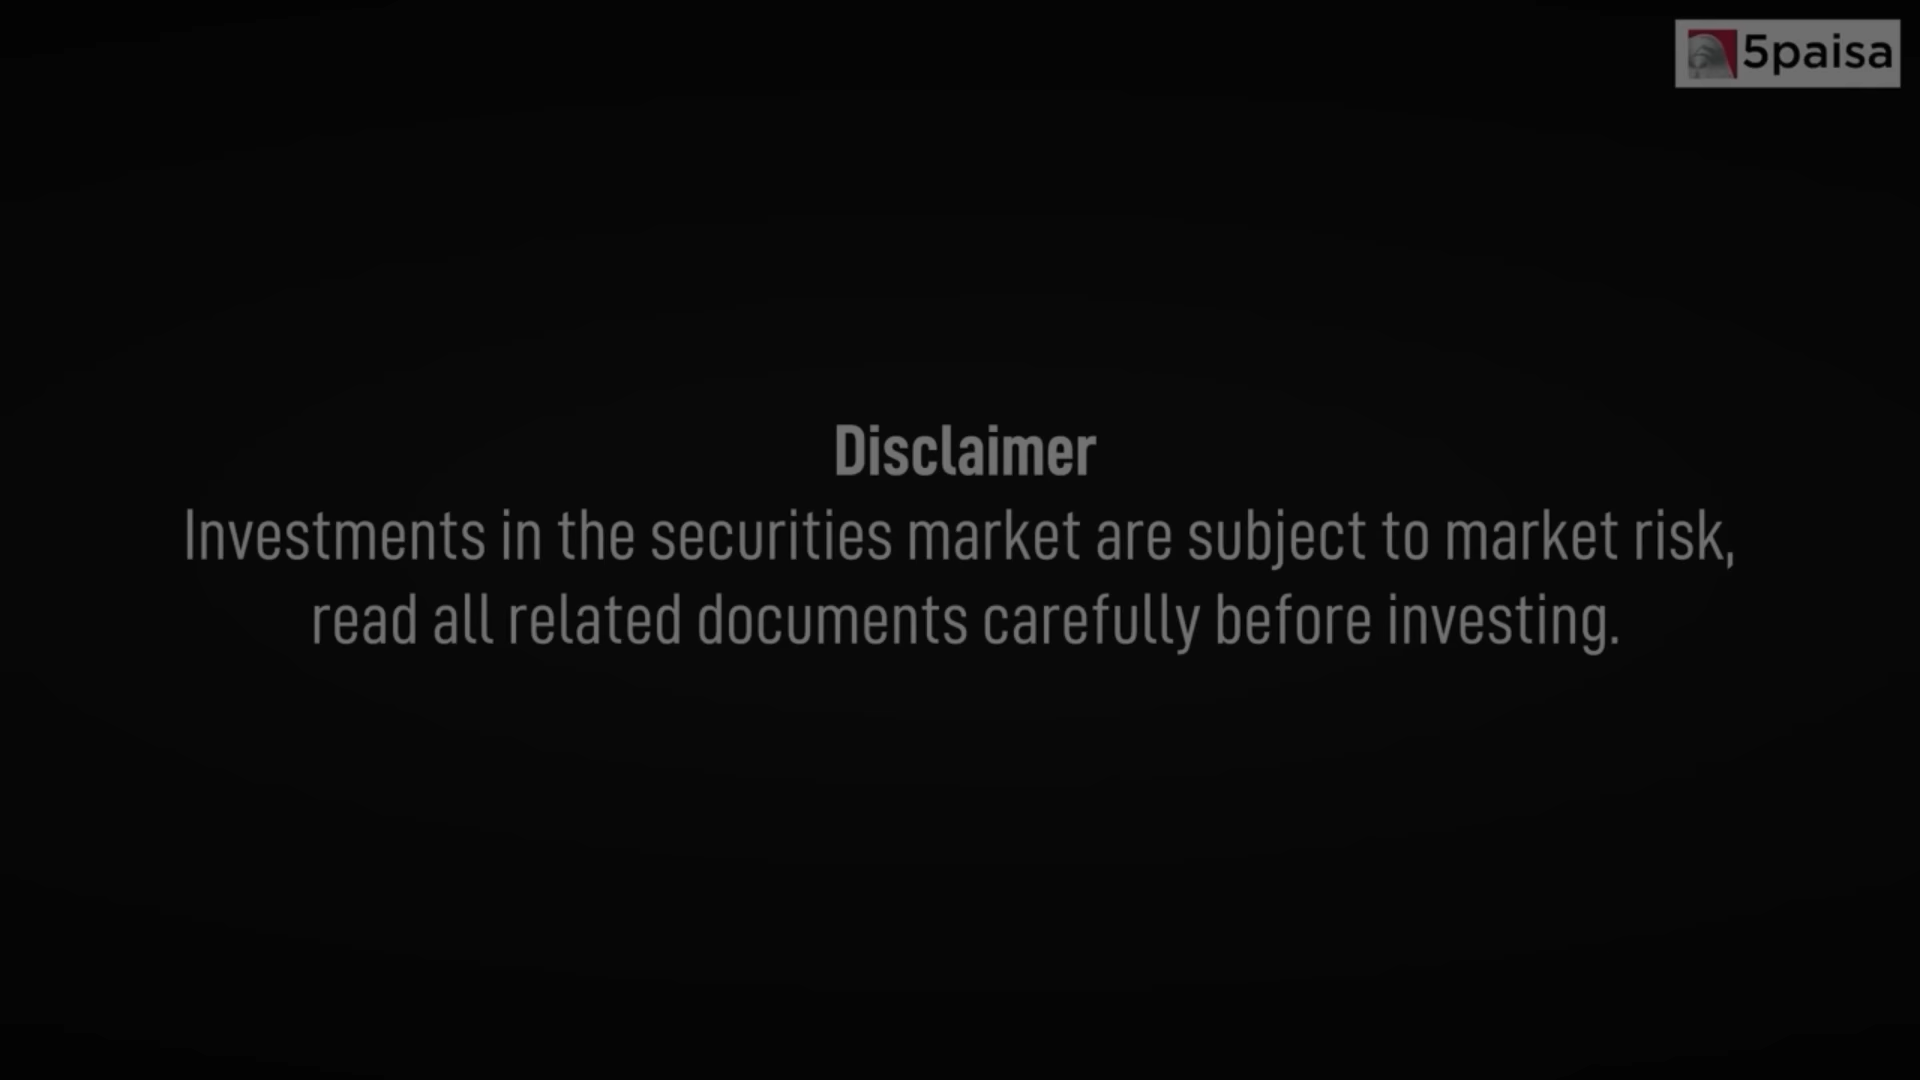 5paisa
Disclaimer
Investments in the securities market are subject to market risk,
read all related documents carefully before investing.